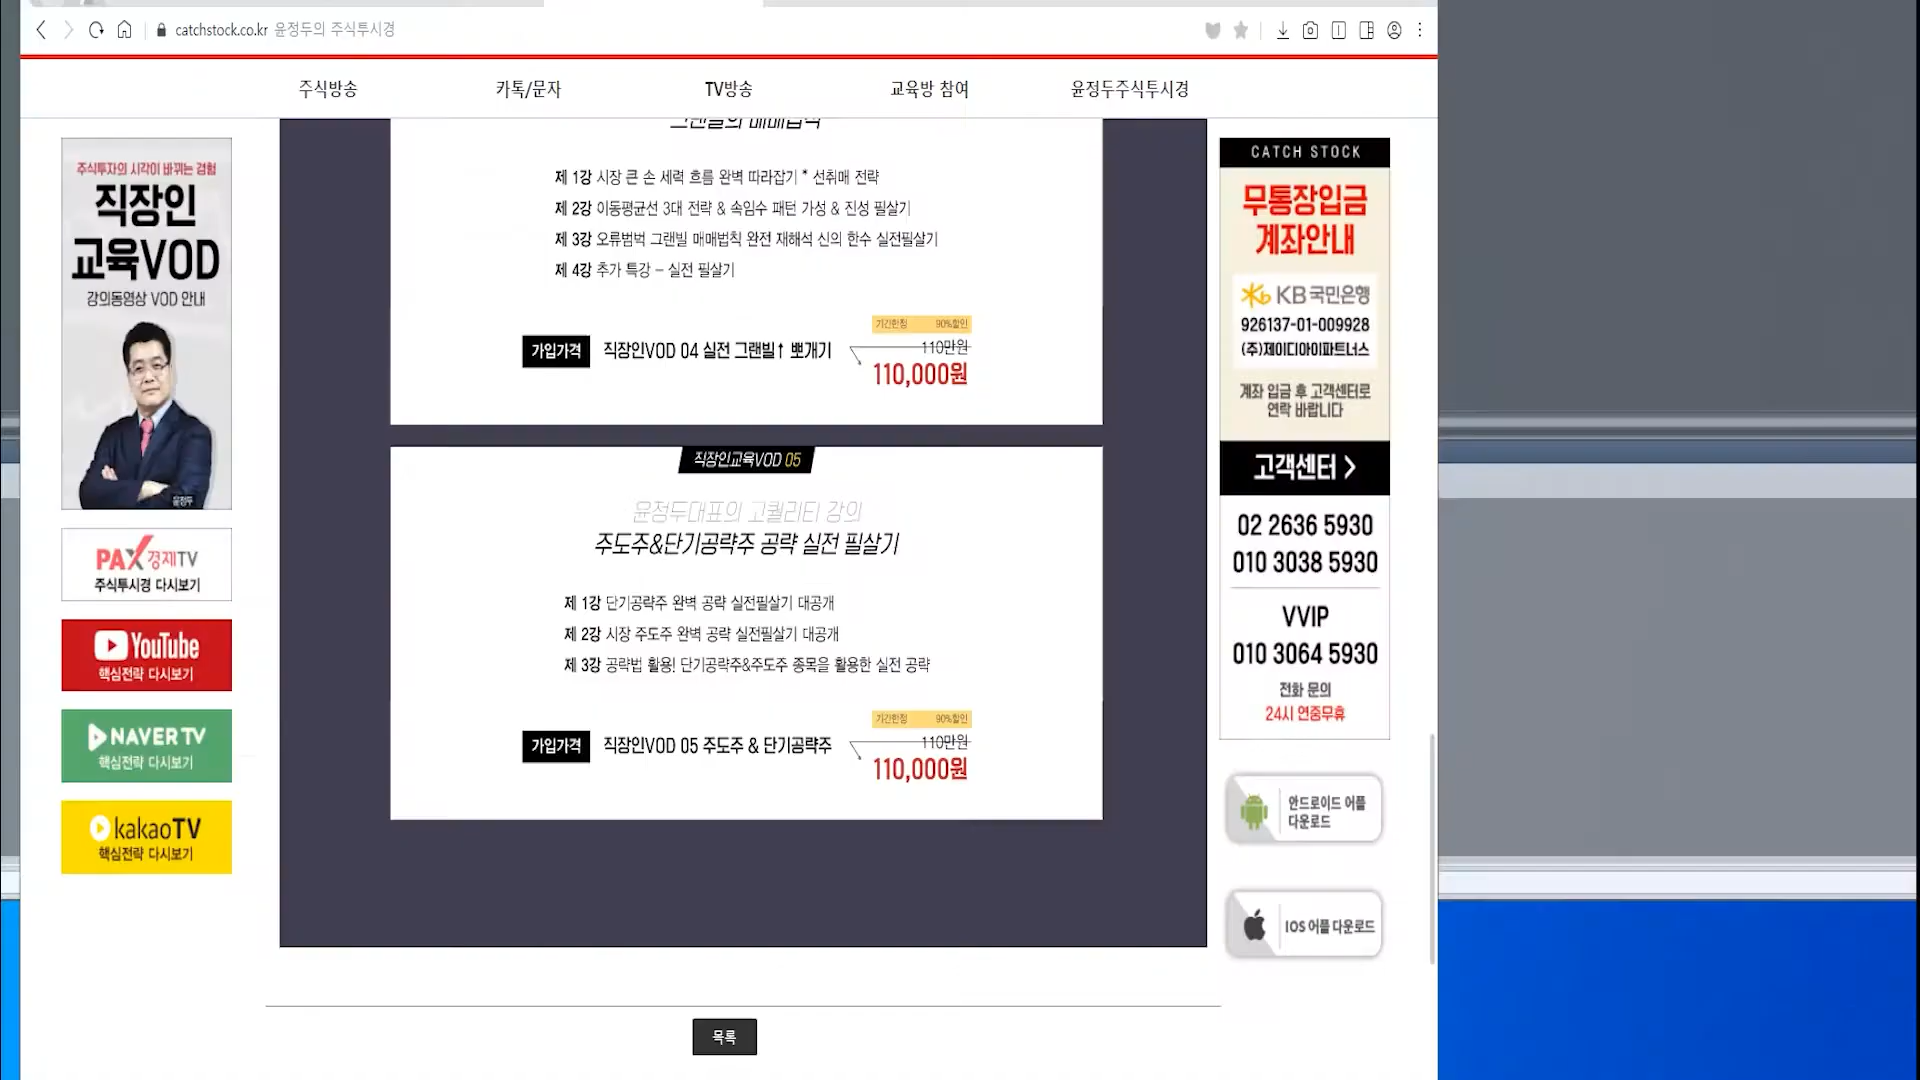 catchstock.co.kr 윤정두의 주식투시경
주식방송
카톡/문자
TV방송
교육방 참여
윤정두주식투시경
주식투자의 시각이 바뀌는 경험
직장인
교육VOD
강의동영상 VOD 안내
윤정두
PAX경제TV
주식투시경 다시보기
YouTube
핵심전략 다시보기
NAVER TV
핵심전략 다시보기
kakaoTV
핵심전략 다시보기
그랜빌의 매매법칙
제 1강 시장 큰 손 세력 흐름 완벽 따라잡기 * 선취매 전략
제 2강 이동평균선 3대 전략 & 속임수 패턴 가성 & 진성 필살기
제 3강 오류범벅 그랜빌 매매법칙 완전 재해석 신의 한수 실전필살기
제 4강 추가 특강 – 실전 필살기
기간한정 90%할인
가입가격 직장인VOD 04 실전 그랜빌↑ 뽀개기
110만원
110,000원
직장인교육VOD 05
윤정두대표의 고퀄리티 강의
주도주&단기공략주 공략 실전 필살기
제 1강 단기공략주 완벽 공략 실전필살기 대공개
제 2강 시장 주도주 완벽 공략 실전필살기 대공개
제 3강 공략법 활용! 단기공략주&주도주 종목을 활용한 실전 공략
기간한정 90%할인
가입가격 직장인VOD 05 주도주 & 단기공략주
110만원
110,000원
목록
CATCH STOCK
무통장입금
계좌안내
KB국민은행
926137-01-009928
(주)제이디아이파트너스
계좌 입금 후 고객센터로
연락 바랍니다
고객센터 >
02 2636 5930
010 3038 5930
VVIP
010 3064 5930
전화 문의
24시 연중무휴
안드로이드 어플
다운로드
IOS 어플 다운로드